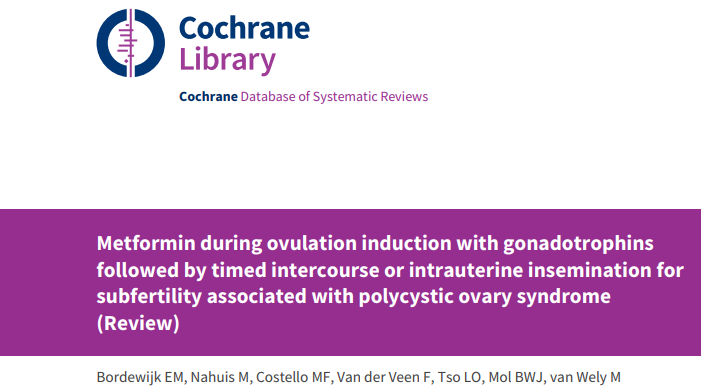 Cochrane
Library
Cochrane Database of Systematic Reviews
Metformin during ovulation induction with gonadotrophins
followed by timed intercourse or intrauterine insemination for
subfertility associated with polycystic ovary syndrome
(Review)
Bordewijk EM, Nahuis M, Costello MF, Van der Veen F, Tso LO, Mol BWJ, van Wely M